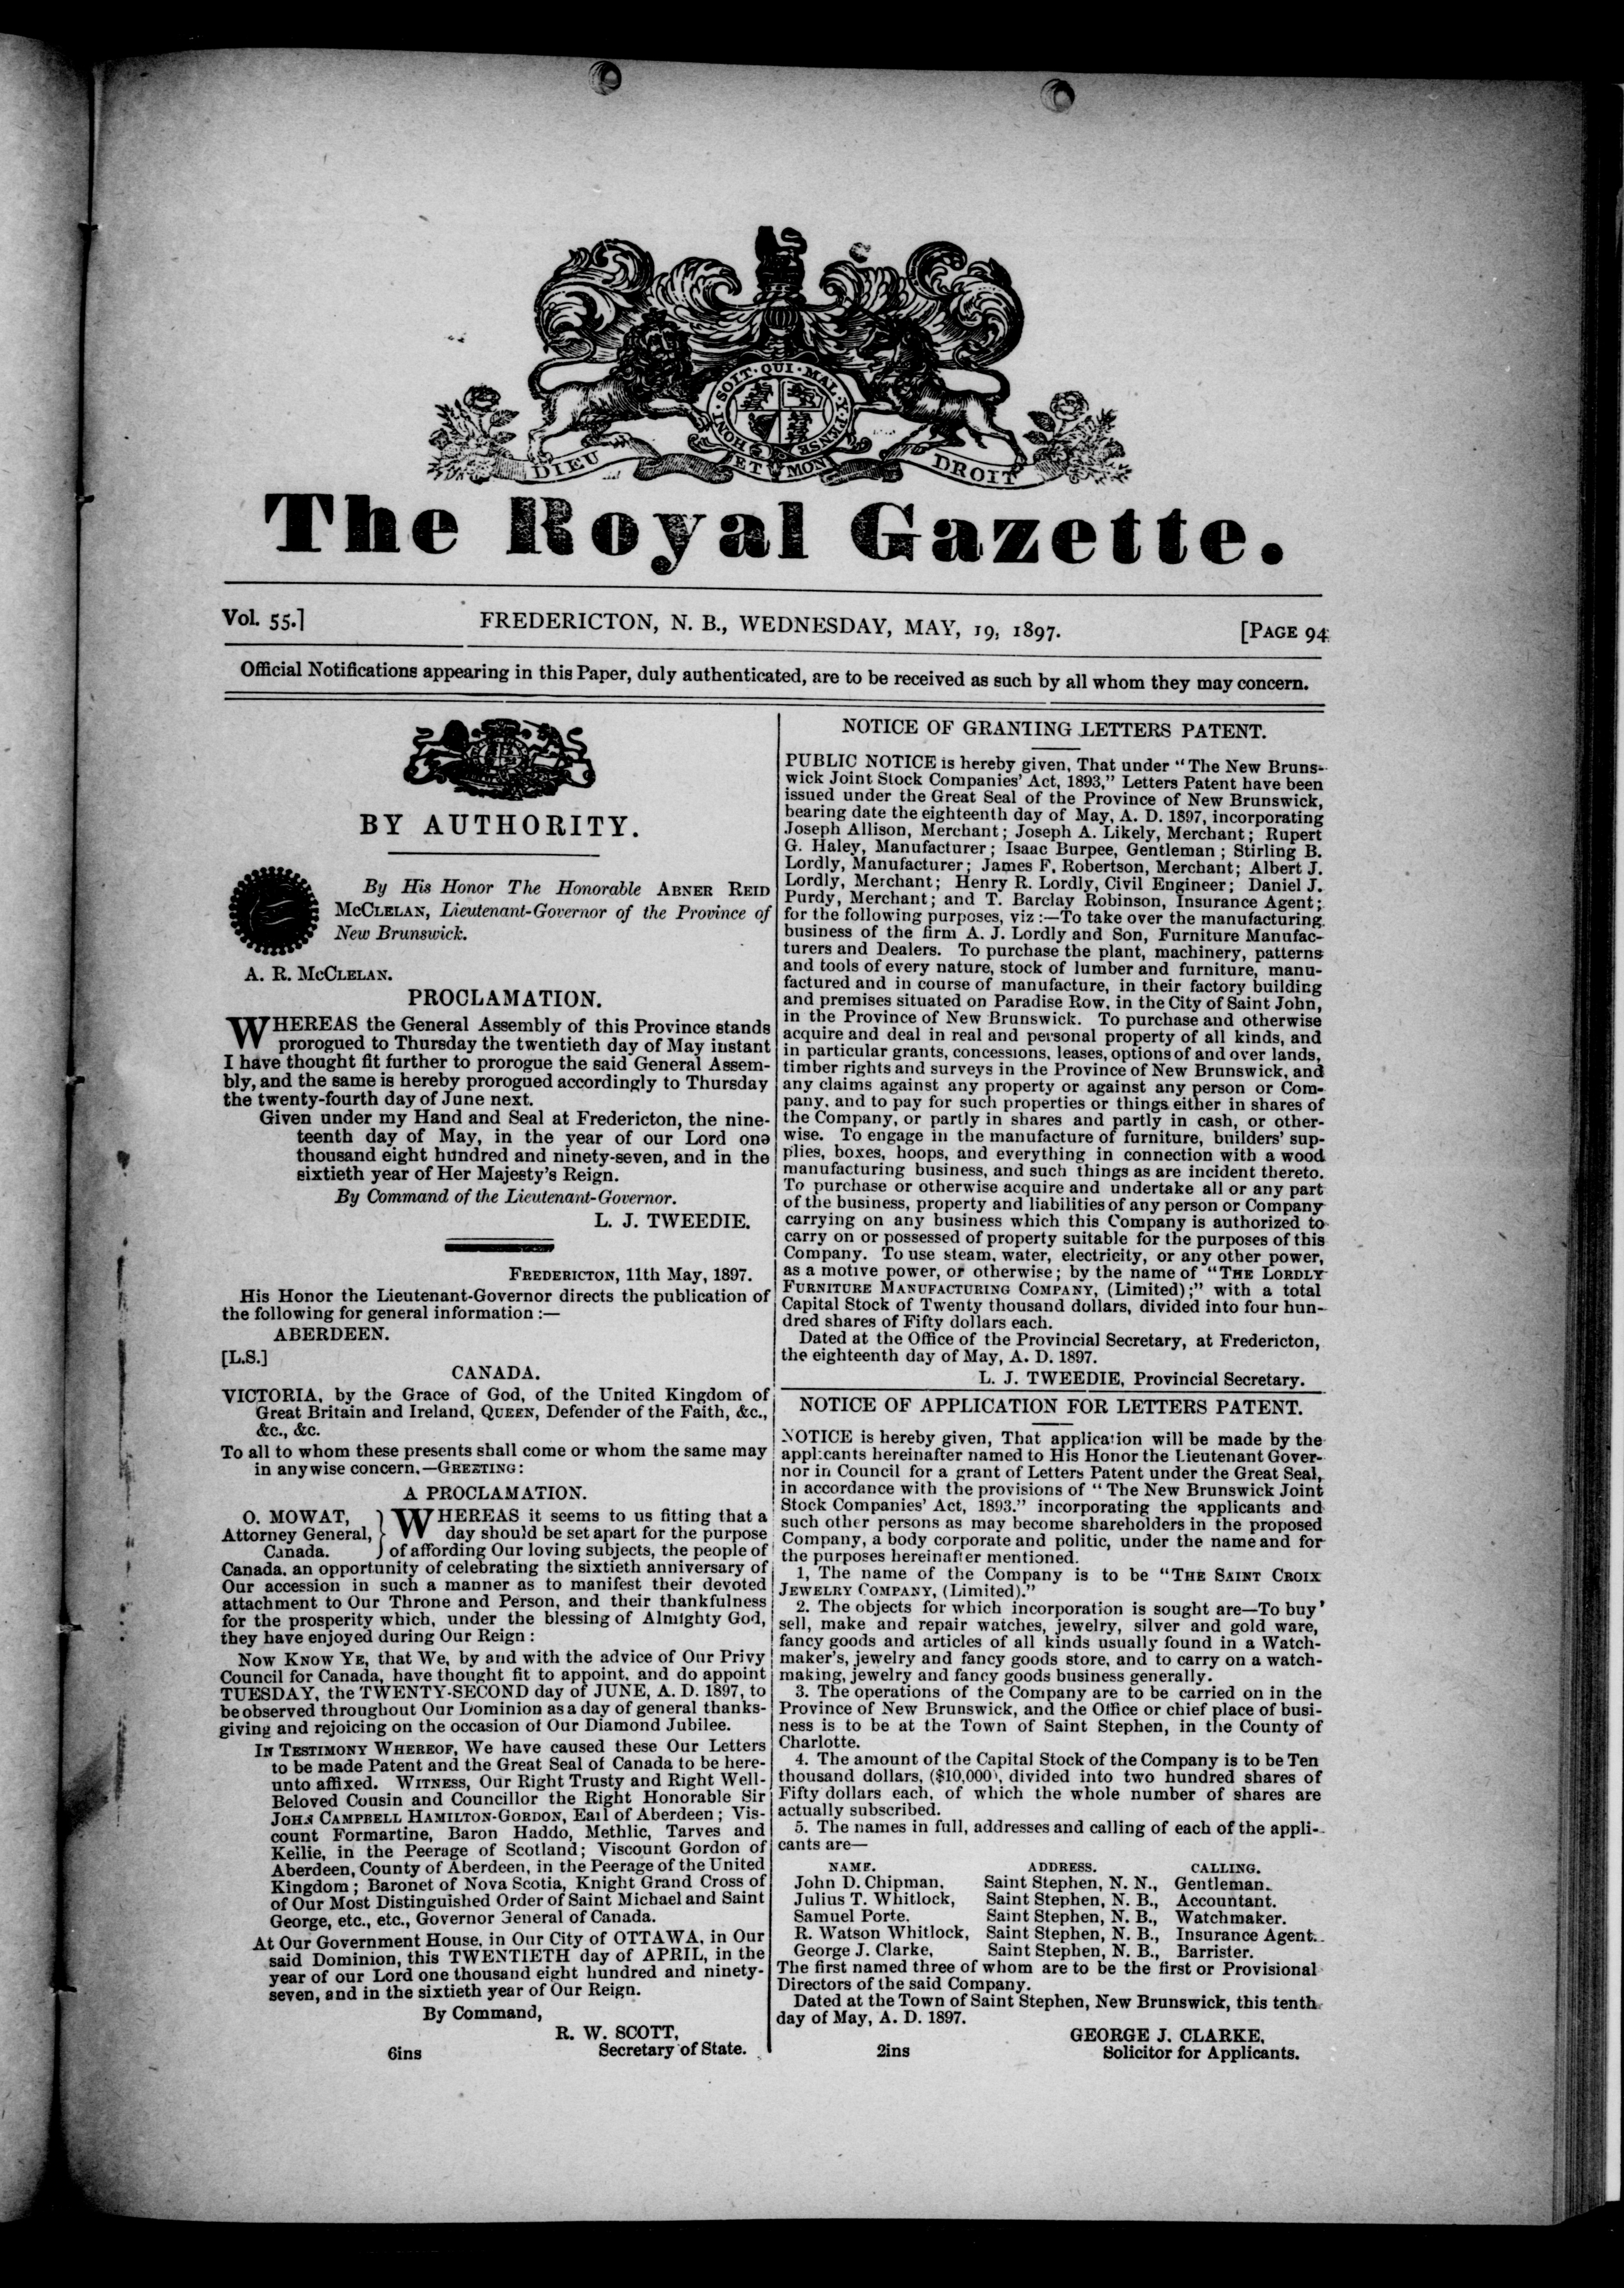 HONI · SOIT · QUI · MAL · Y · PENSE
DIEU ET MON DROIT
The Royal Gazette.
Vol. 55.] FREDERICTON, N. B., WEDNESDAY, MAY, 19, 1897. [PAGE 94
Official Notifications appearing in this Paper, duly authenticated, are to be received as such by all whom they may concern.
BY AUTHORITY.
By His Honor The Honorable ABNER REID
MCCLELAN, Lieutenant-Governor of the Province of
New Brunswick.
A. R. MCCLELAN.
PROCLAMATION.
WHEREAS the General Assembly of this Province stands
prorogued to Thursday the twentieth day of May instant
I have thought fit further to prorogue the said General Assem-
bly, and the same is hereby prorogued accordingly to Thursday
the twenty-fourth day of June next.
Given under my Hand and Seal at Fredericton, the nine-
teenth day of May, in the year of our Lord one
thousand eight hundred and ninety-seven, and in the
sixtieth year of Her Majesty's Reign.
By Command of the Lieutenant-Governor.
L. J. TWEEDIE.
FREDERICTON, 11th May, 1897.
His Honor the Lieutenant-Governor directs the publication of
the following for general information :—
ABERDEEN.
[L.S.]
CANADA.
VICTORIA, by the Grace of God, of the United Kingdom of
Great Britain and Ireland, QUEEN, Defender of the Faith, &c.,
&c., &c.
To all to whom these presents shall come or whom the same may
in anywise concern.—GREETING:
A PROCLAMATION.
O. MOWAT,
Attorney General,
Canada.
WHEREAS it seems to us fitting that a
day should be set apart for the purpose
of affording Our loving subjects, the people of
Canada. an opportunity of celebrating the sixtieth anniversary of
Our accession in such a manner as to manifest their devoted
attachment to Our Throne and Person, and their thankfulness
for the prosperity which, under the blessing of Almighty God,
they have enjoyed during Our Reign :
NOW KNOW YE, that We, by and with the advice of Our Privy
Council for Canada, have thought fit to appoint, and do appoint
TUESDAY, the TWENTY-SECOND day of JUNE, A. D. 1897, to
be observed throughout Our Dominion as a day of general thanks-
giving and rejoicing on the occasion of Our Diamond Jubilee.
IN TESTIMONY WHEREOF, We have caused these Our Letters
to be made Patent and the Great Seal of Canada to be here-
unto affixed. WITNESS, Our Right Trusty and Right Well-
Beloved Cousin and Councillor the Right Honorable Sir
JOHN CAMPBELL HAMILTON-GORDON, Earl of Aberdeen ; Vis-
count Formartine, Baron Haddo, Methlic, Tarves and
Keilie, in the Peerage of Scotland; Viscount Gordon of
Aberdeen, County of Aberdeen, in the Peerage of the United
Kingdom ; Baronet of Nova Scotia, Knight Grand Cross of
of Our Most Distinguished Order of Saint Michael and Saint
George, etc., etc., Governor General of Canada.
At Our Government House, in Our City of OTTAWA, in Our
said Dominion, this TWENTIETH day of APRIL, in the
year of our Lord one thousand eight hundred and ninety-
seven, and in the sixtieth year of Our Reign.
By Command,
R. W. SCOTT,
6ins Secretary of State.
NOTICE OF GRANTING LETTERS PATENT.
PUBLIC NOTICE is hereby given, That under "The New Bruns-
wick Joint Stock Companies' Act, 1893," Letters Patent have been
issued under the Great Seal of the Province of New Brunswick,
bearing date the eighteenth day of May, A. D. 1897, incorporating
Joseph Allison, Merchant ; Joseph A. Likely, Merchant ; Rupert
G. Haley, Manufacturer ; Isaac Burpee, Gentleman ; Stirling B.
Lordly, Manufacturer; James F. Robertson, Merchant; Albert J.
Lordly, Merchant; Henry R. Lordly, Civil Engineer; Daniel J.
Purdy, Merchant; and T. Barclay Robinson, Insurance Agent;
for the following purposes, viz :—To take over the manufacturing
business of the firm A. J. Lordly and Son, Furniture Manufac-
turers and Dealers. To purchase the plant, machinery, patterns
and tools of every nature, stock of lumber and furniture, manu-
factured and in course of manufacture, in their factory building
and premises situated on Paradise Row, in the City of Saint John,
in the Province of New Brunswick. To purchase and otherwise
acquire and deal in real and personal property of all kinds, and
in particular grants, concessions, leases, options of and over lands,
timber rights and surveys in the Province of New Brunswick, and
any claims against any property or against any person or Com-
pany, and to pay for such properties or things either in shares of
the Company, or partly in shares and partly in cash, or other-
wise. To engage in the manufacture of furniture, builders' sup-
plies, boxes, hoops, and everything in connection with a wood
manufacturing business, and such things as are incident thereto.
To purchase or otherwise acquire and undertake all or any part
of the business, property and liabilities of any person or Company
carrying on any business which this Company is authorized to
carry on or possessed of property suitable for the purposes of this
Company. To use steam, water, electricity, or any other power,
as a motive power, or otherwise ; by the name of "THE LORDLY
FURNITURE MANUFACTURING COMPANY, (Limited);" with a total
Capital Stock of Twenty thousand dollars, divided into four hun-
dred shares of Fifty dollars each.
Dated at the Office of the Provincial Secretary, at Fredericton,
the eighteenth day of May, A. D. 1897.
L. J. TWEEDIE, Provincial Secretary.
NOTICE OF APPLICATION FOR LETTERS PATENT.
NOTICE is hereby given, That application will be made by the
applicants hereinafter named to His Honor the Lieutenant Gover-
nor in Council for a grant of Letters Patent under the Great Seal,
in accordance with the provisions of "The New Brunswick Joint
Stock Companies' Act, 1893." incorporating the applicants and
such other persons as may become shareholders in the proposed
Company, a body corporate and politic, under the name and for
the purposes hereinafter mentioned.
1, The name of the Company is to be "THE SAINT CROIX
JEWELRY COMPANY, (Limited)."
2. The objects for which incorporation is sought are—To buy'
sell, make and repair watches, jewelry, silver and gold ware,
fancy goods and articles of all kinds usually found in a Watch-
maker's, jewelry and fancy goods store, and to carry on a watch-
making, jewelry and fancy goods business generally.
3. The operations of the Company are to be carried on in the
Province of New Brunswick, and the Office or chief place of busi-
ness is to be at the Town of Saint Stephen, in the County of
Charlotte.
4. The amount of the Capital Stock of the Company is to be Ten
thousand dollars, ($10,000), divided into two hundred shares of
Fifty dollars each, of which the whole number of shares are
actually subscribed.
5. The names in full, addresses and calling of each of the appli-
cants are—
NAME. ADDRESS. CALLING.
John D. Chipman, Saint Stephen, N. N., Gentleman.
Julius T. Whitlock, Saint Stephen, N. B., Accountant.
Samuel Porte, Saint Stephen, N. B., Watchmaker.
R. Watson Whitlock, Saint Stephen, N. B., Insurance Agent.
George J. Clarke, Saint Stephen, N. B., Barrister.
The first named three of whom are to be the first or Provisional
Directors of the said Company.
Dated at the Town of Saint Stephen, New Brunswick, this tenth
day of May, A. D. 1897.
GEORGE J. CLARKE,
2ins Solicitor for Applicants.